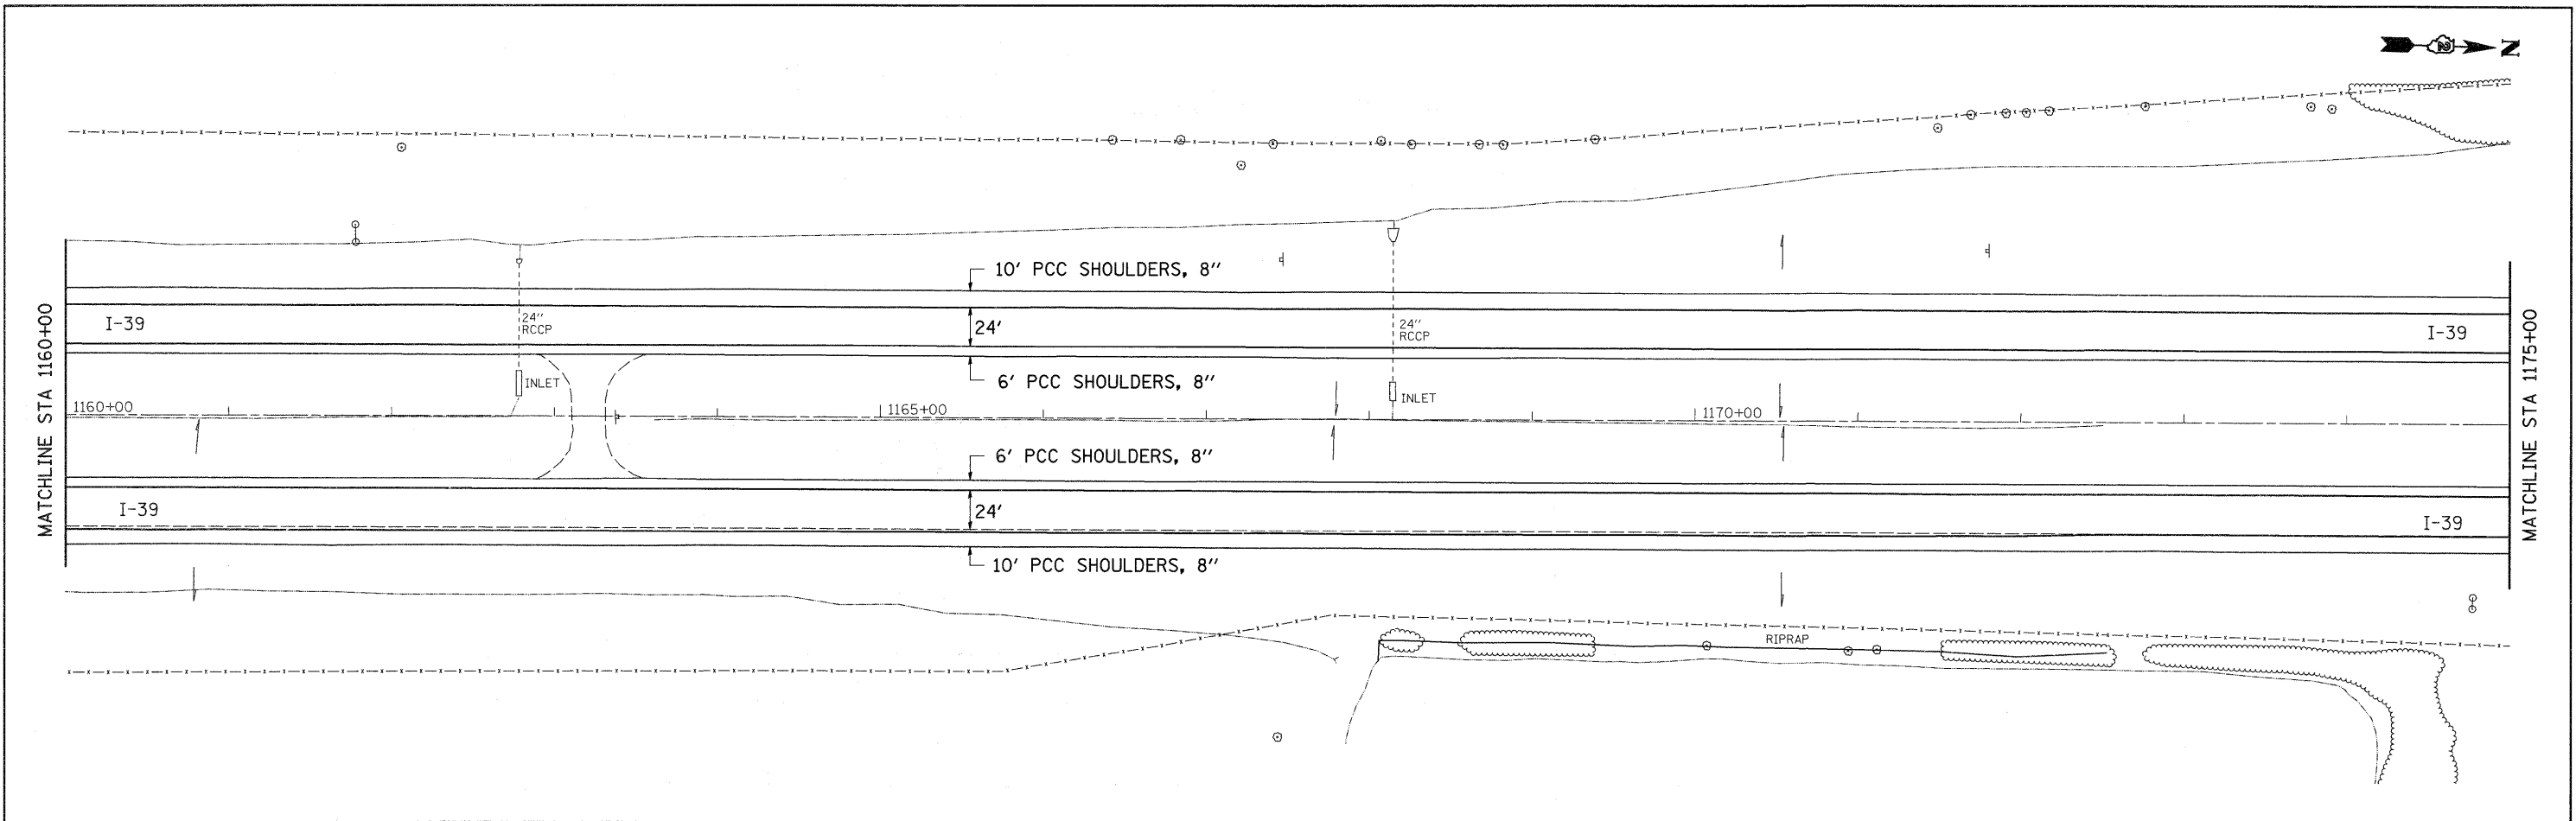 N
MATCHLINE STA 1160+00
MATCHLINE STA 1175+00
10' PCC SHOULDERS, 8"
I-39
24"
RCCP
24'
24"
RCCP
I-39
6' PCC SHOULDERS, 8"
INLET
INLET
1160+00
1165+00
1170+00
6' PCC SHOULDERS, 8"
I-39
24'
I-39
10' PCC SHOULDERS, 8"
RIPRAP